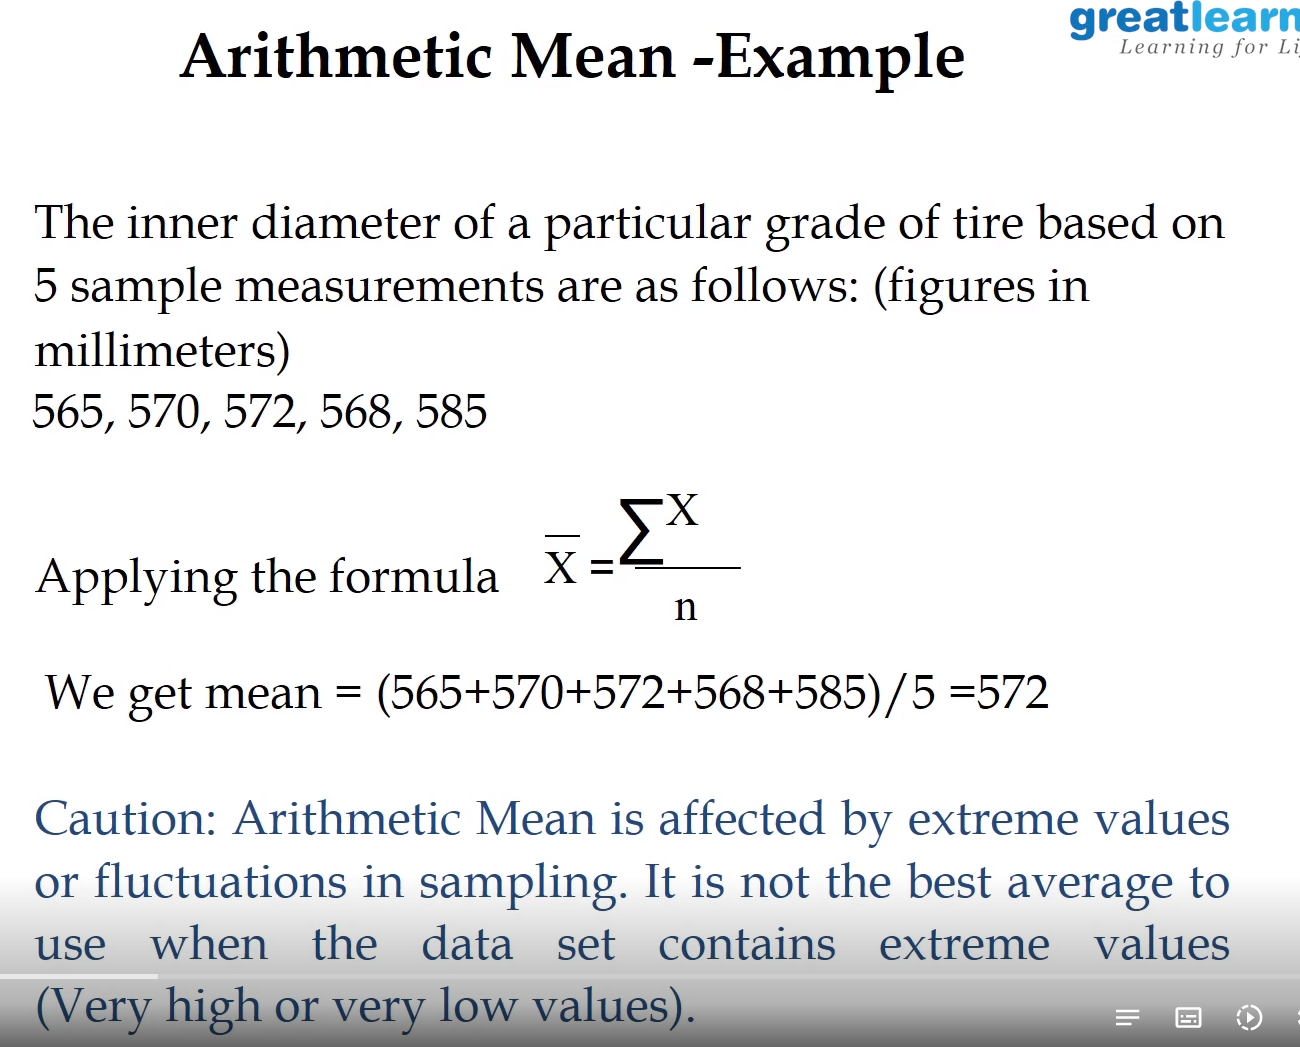 greatlearn
Learning for Li
Arithmetic Mean -Example
The inner diameter of a particular grade of tire based on
5 sample measurements are as follows: (figures in
millimeters)
565, 570, 572, 568, 585
Applying the formula X̅ = ∑X / n
We get mean = (565+570+572+568+585)/5 =572
Caution: Arithmetic Mean is affected by extreme values
or fluctuations in sampling. It is not the best average to
use when the data set contains extreme values
(Very high or very low values).